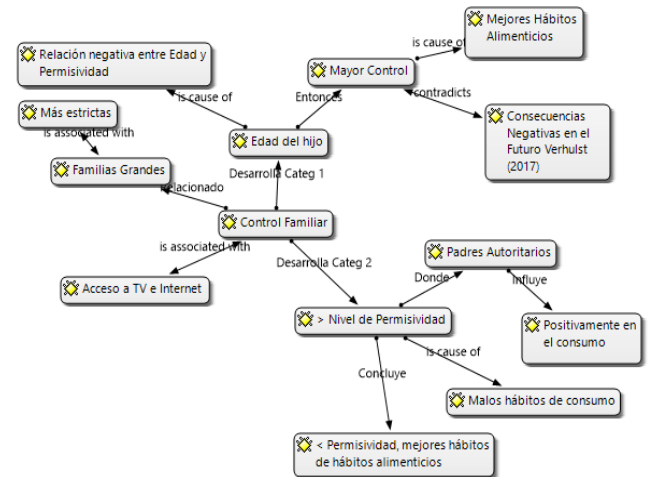 Mejores Hábitos
Alimenticios
is cause of
Relación negativa entre Edad y
Permisividad
Mayor Control
is cause of
Entonces
contradicts
Más estrictas
is associated with
Consecuencias
Negativas en el
Futuro Verhulst
(2017)
Edad del hijo
Familias Grandes
Desarrolla Categ 1
Relacionado
Control Familiar
is associated with
Desarrolla Categ 2
Padres Autoritarios
Donde
Influye
Acceso a TV e Internet
> Nivel de Permisividad
Positivamente en
el consumo
is cause of
Concluye
Malos hábitos de consumo
< Permisividad, mejores hábitos
de hábitos alimenticios